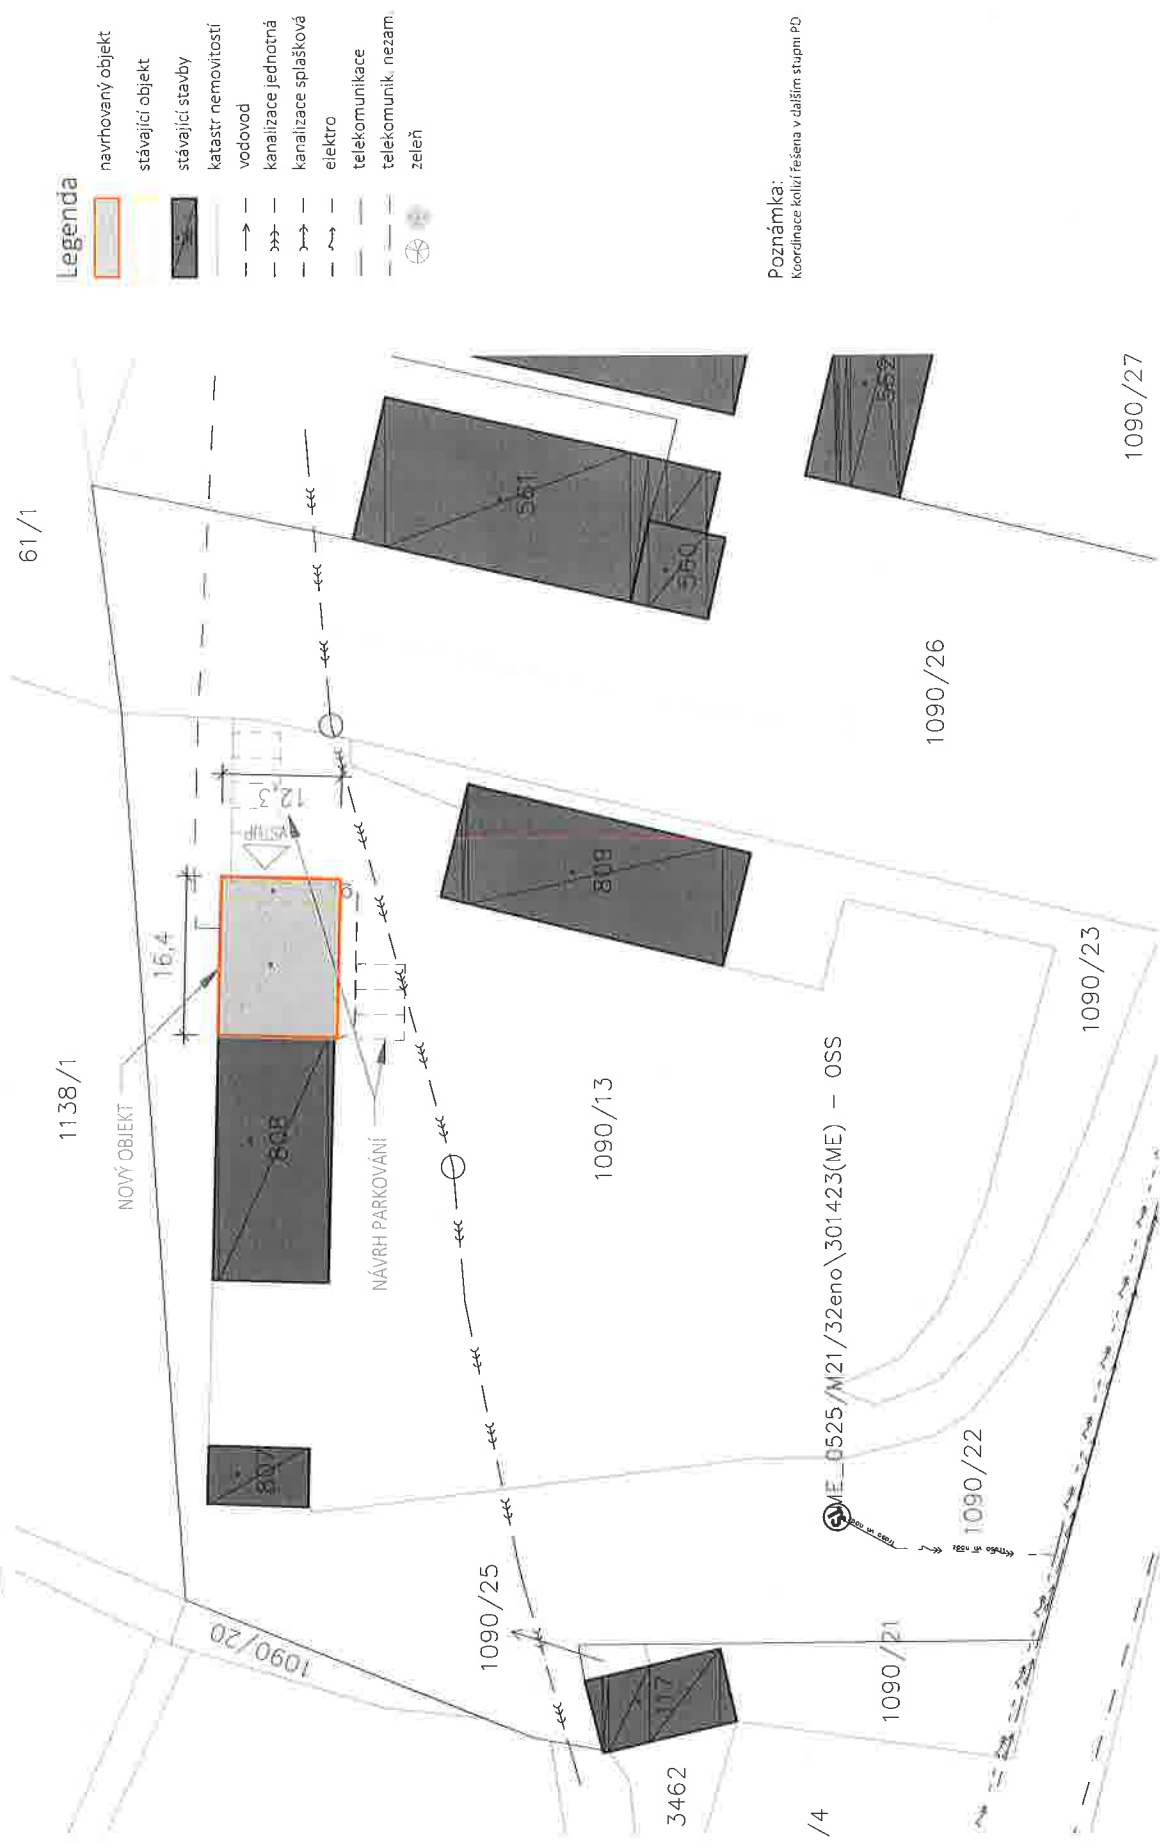 Legenda
navrhovaný objekt
stávající objekt
stávající stavby
katastr nemovitostí
vodovod
kanalizace jednotná
kanalizace splašková
elektro
telekomunikace
telekomunik. nezam.
zeleň
Poznámka:
Koordinace kolizí řešena v dalším stupni PD
61/1
1138/1
NOVÝ OBJEKT
16,4
12,3
VSTUP
NÁVRH PARKOVÁNÍ
808
807
809
561
560
562
1090/27
1090/26
1090/23
1090/13
1090/20
1090/25
1090/22
1090/21
117
3462
/4
ME_0525/M21/32eno\301423(ME) – OSS
TS